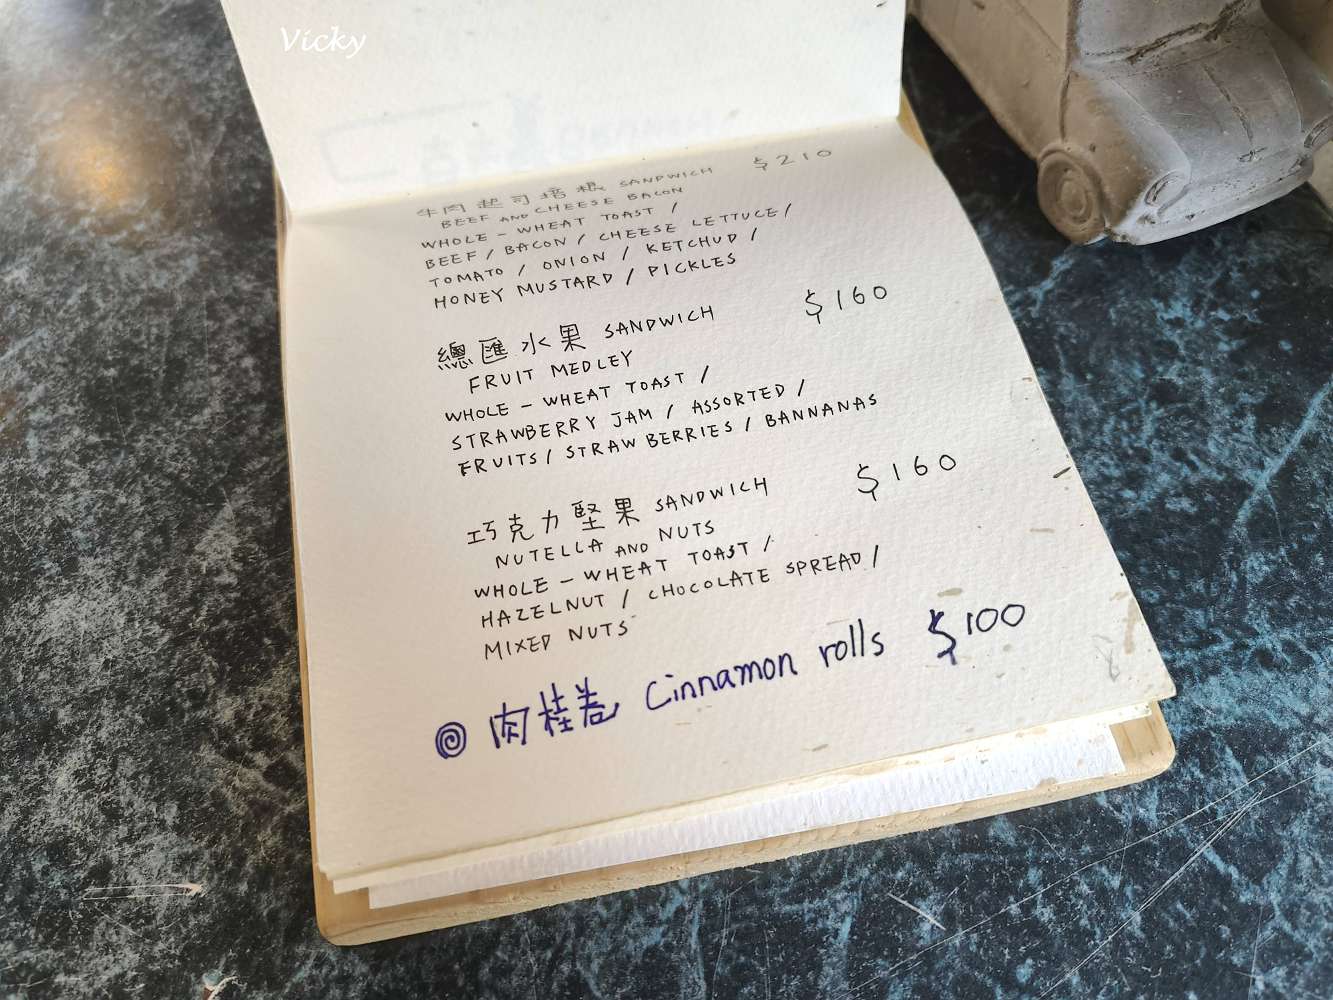 Vicky
牛肉起司培根 SANDWICH $210
BEEF AND CHEESE BACON
WHOLE - WHEAT TOAST /
BEEF / BACON / CHEESE LETTUCE /
TOMATO / ONION / KETCHUD /
HONEY MUSTARD / PICKLES
總匯水果 SANDWICH $160
FRUIT MEDLEY
WHOLE - WHEAT TOAST /
STRAWBERRY JAM / ASSORTED /
FRUITS / STRAWBERRIES / BANNANAS
巧克力堅果 SANDWICH $160
NUTELLA AND NUTS
WHOLE - WHEAT TOAST /
HAZELNUT / CHOCOLATE SPREAD /
MIXED NUTS
肉桂卷 Cinnamon rolls $100